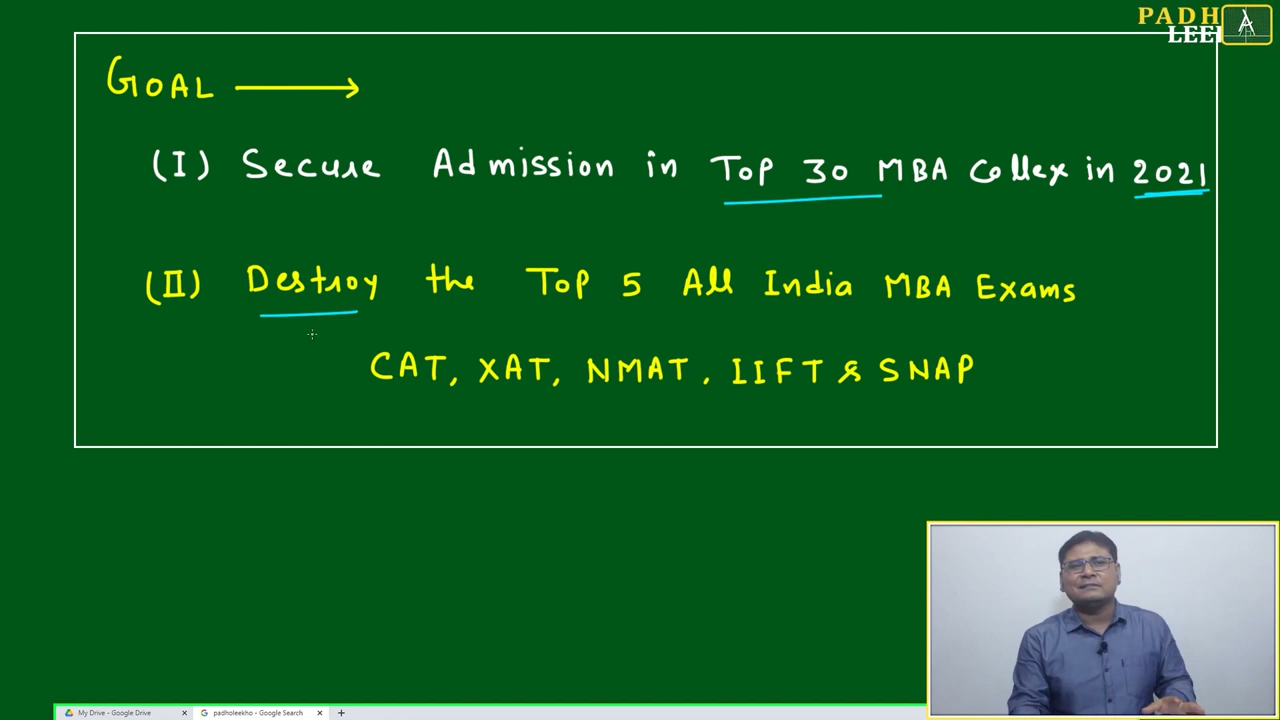 PADH
LEE
GOAL →
(I) Secure Admission in Top 30 MBA Collex in 2021
(II) Destroy the Top 5 All India MBA Exams
CAT, XAT, NMAT, IIFT & SNAP
My Drive - Google Drive × padholeekho - Google Search × +